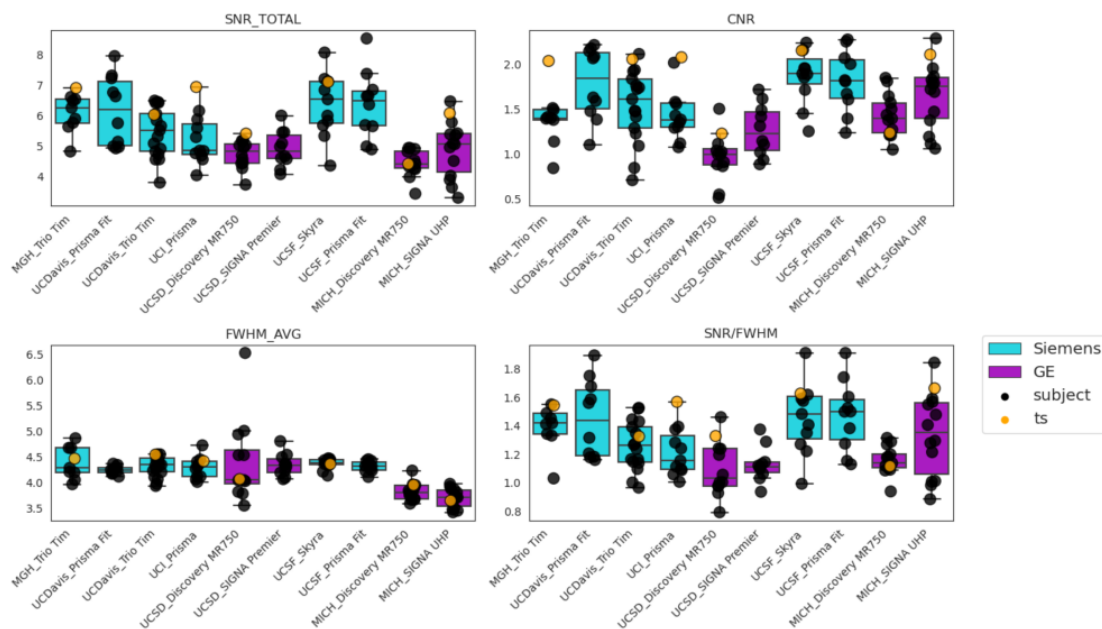 SNR_TOTAL
8
7
6
5
4
MGH_Trio Tim
UCDavis_Prisma Fit
UCDavis_Trio Tim
UCI_Prisma
UCSD_Discovery MR750
UCSD_SIGNA Premier
UCSF_Skyra
UCSF_Prisma Fit
MICH_Discovery MR750
MICH_SIGNA UHP
CNR
2.0
1.5
1.0
0.5
MGH_Trio Tim
UCDavis_Prisma Fit
UCDavis_Trio Tim
UCI_Prisma
UCSD_Discovery MR750
UCSD_SIGNA Premier
UCSF_Skyra
UCSF_Prisma Fit
MICH_Discovery MR750
MICH_SIGNA UHP
FWHM_AVG
6.5
6.0
5.5
5.0
4.5
4.0
3.5
MGH_Trio Tim
UCDavis_Prisma Fit
UCDavis_Trio Tim
UCI_Prisma
UCSD_Discovery MR750
UCSD_SIGNA Premier
UCSF_Skyra
UCSF_Prisma Fit
MICH_Discovery MR750
MICH_SIGNA UHP
SNR/FWHM
1.8
1.6
1.4
1.2
1.0
0.8
MGH_Trio Tim
UCDavis_Prisma Fit
UCDavis_Trio Tim
UCI_Prisma
UCSD_Discovery MR750
UCSD_SIGNA Premier
UCSF_Skyra
UCSF_Prisma Fit
MICH_Discovery MR750
MICH_SIGNA UHP
Siemens
GE
subject
ts